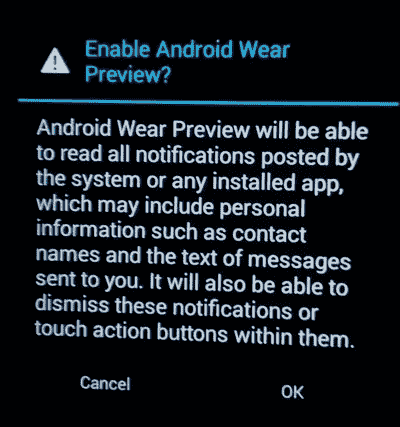 Enable Android Wear
Preview?
Android Wear Preview will be able
to read all notifications posted by
the system or any installed app,
which may include personal
information such as contact
names and the text of messages
sent to you. It will also be able to
dismiss these notifications or
touch action buttons within them.
Cancel
OK